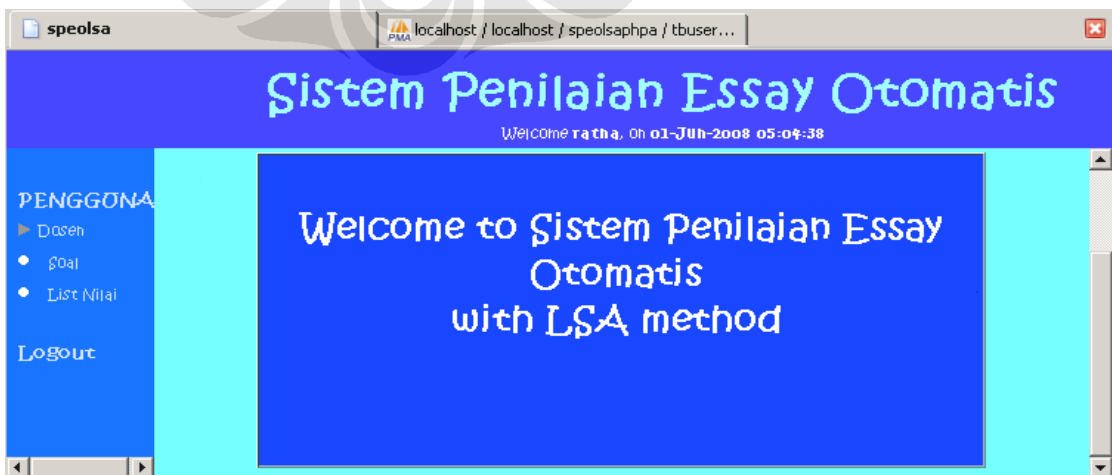 speolsa
PMA localhost / localhost / speolsaphpa / tbuser...
Sistem Penilaian Essay Otomatis
Welcome ratha, on 01-Jun-2008 05:04:38
PENGGUNA
Dosen
Soal
List Nilai
Logout
Welcome to Sistem Penilaian Essay
Otomatis
with LSA method